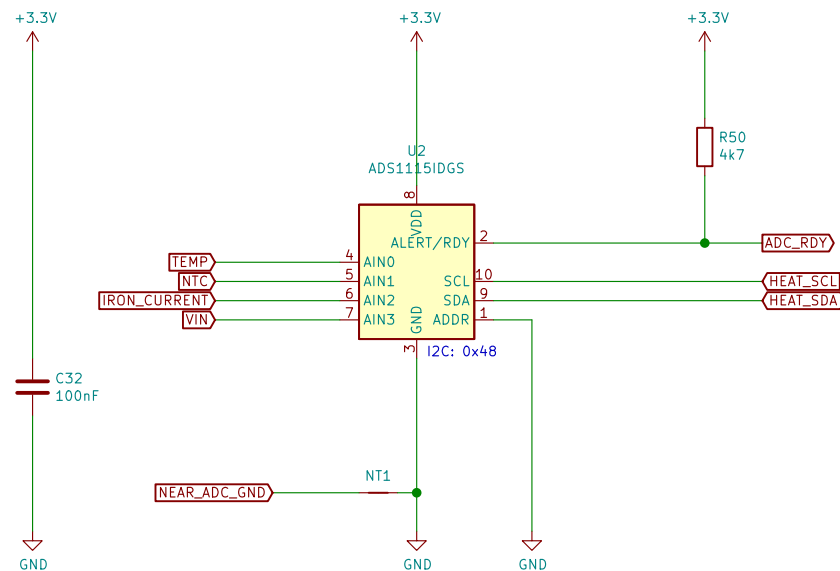 +3.3V
+3.3V
+3.3V
R50
4k7
U2
ADS1115IDGS
8
VDD
ALERT/RDY
2
ADC_RDY
TEMP
4
AIN0
NTC
5
AIN1
SCL
10
HEAT_SCL
IRON_CURRENT
6
AIN2
SDA
9
HEAT_SDA
VIN
7
AIN3
GND
ADDR
1
3
I2C: 0x48
C32
100nF
NT1
NEAR_ADC_GND
GND
GND
GND